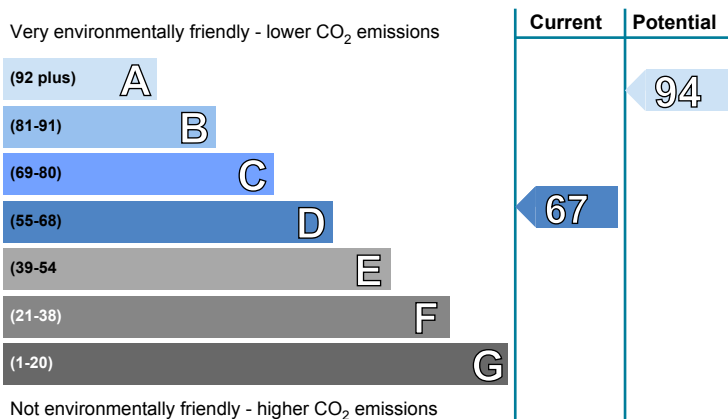 Very environmentally friendly - lower CO2 emissions
Current
Potential
(92 plus) A
94
(81-91) B
(69-80) C
(55-68) D
67
(39-54 E
(21-38) F
(1-20) G
Not environmentally friendly - higher CO2 emissions